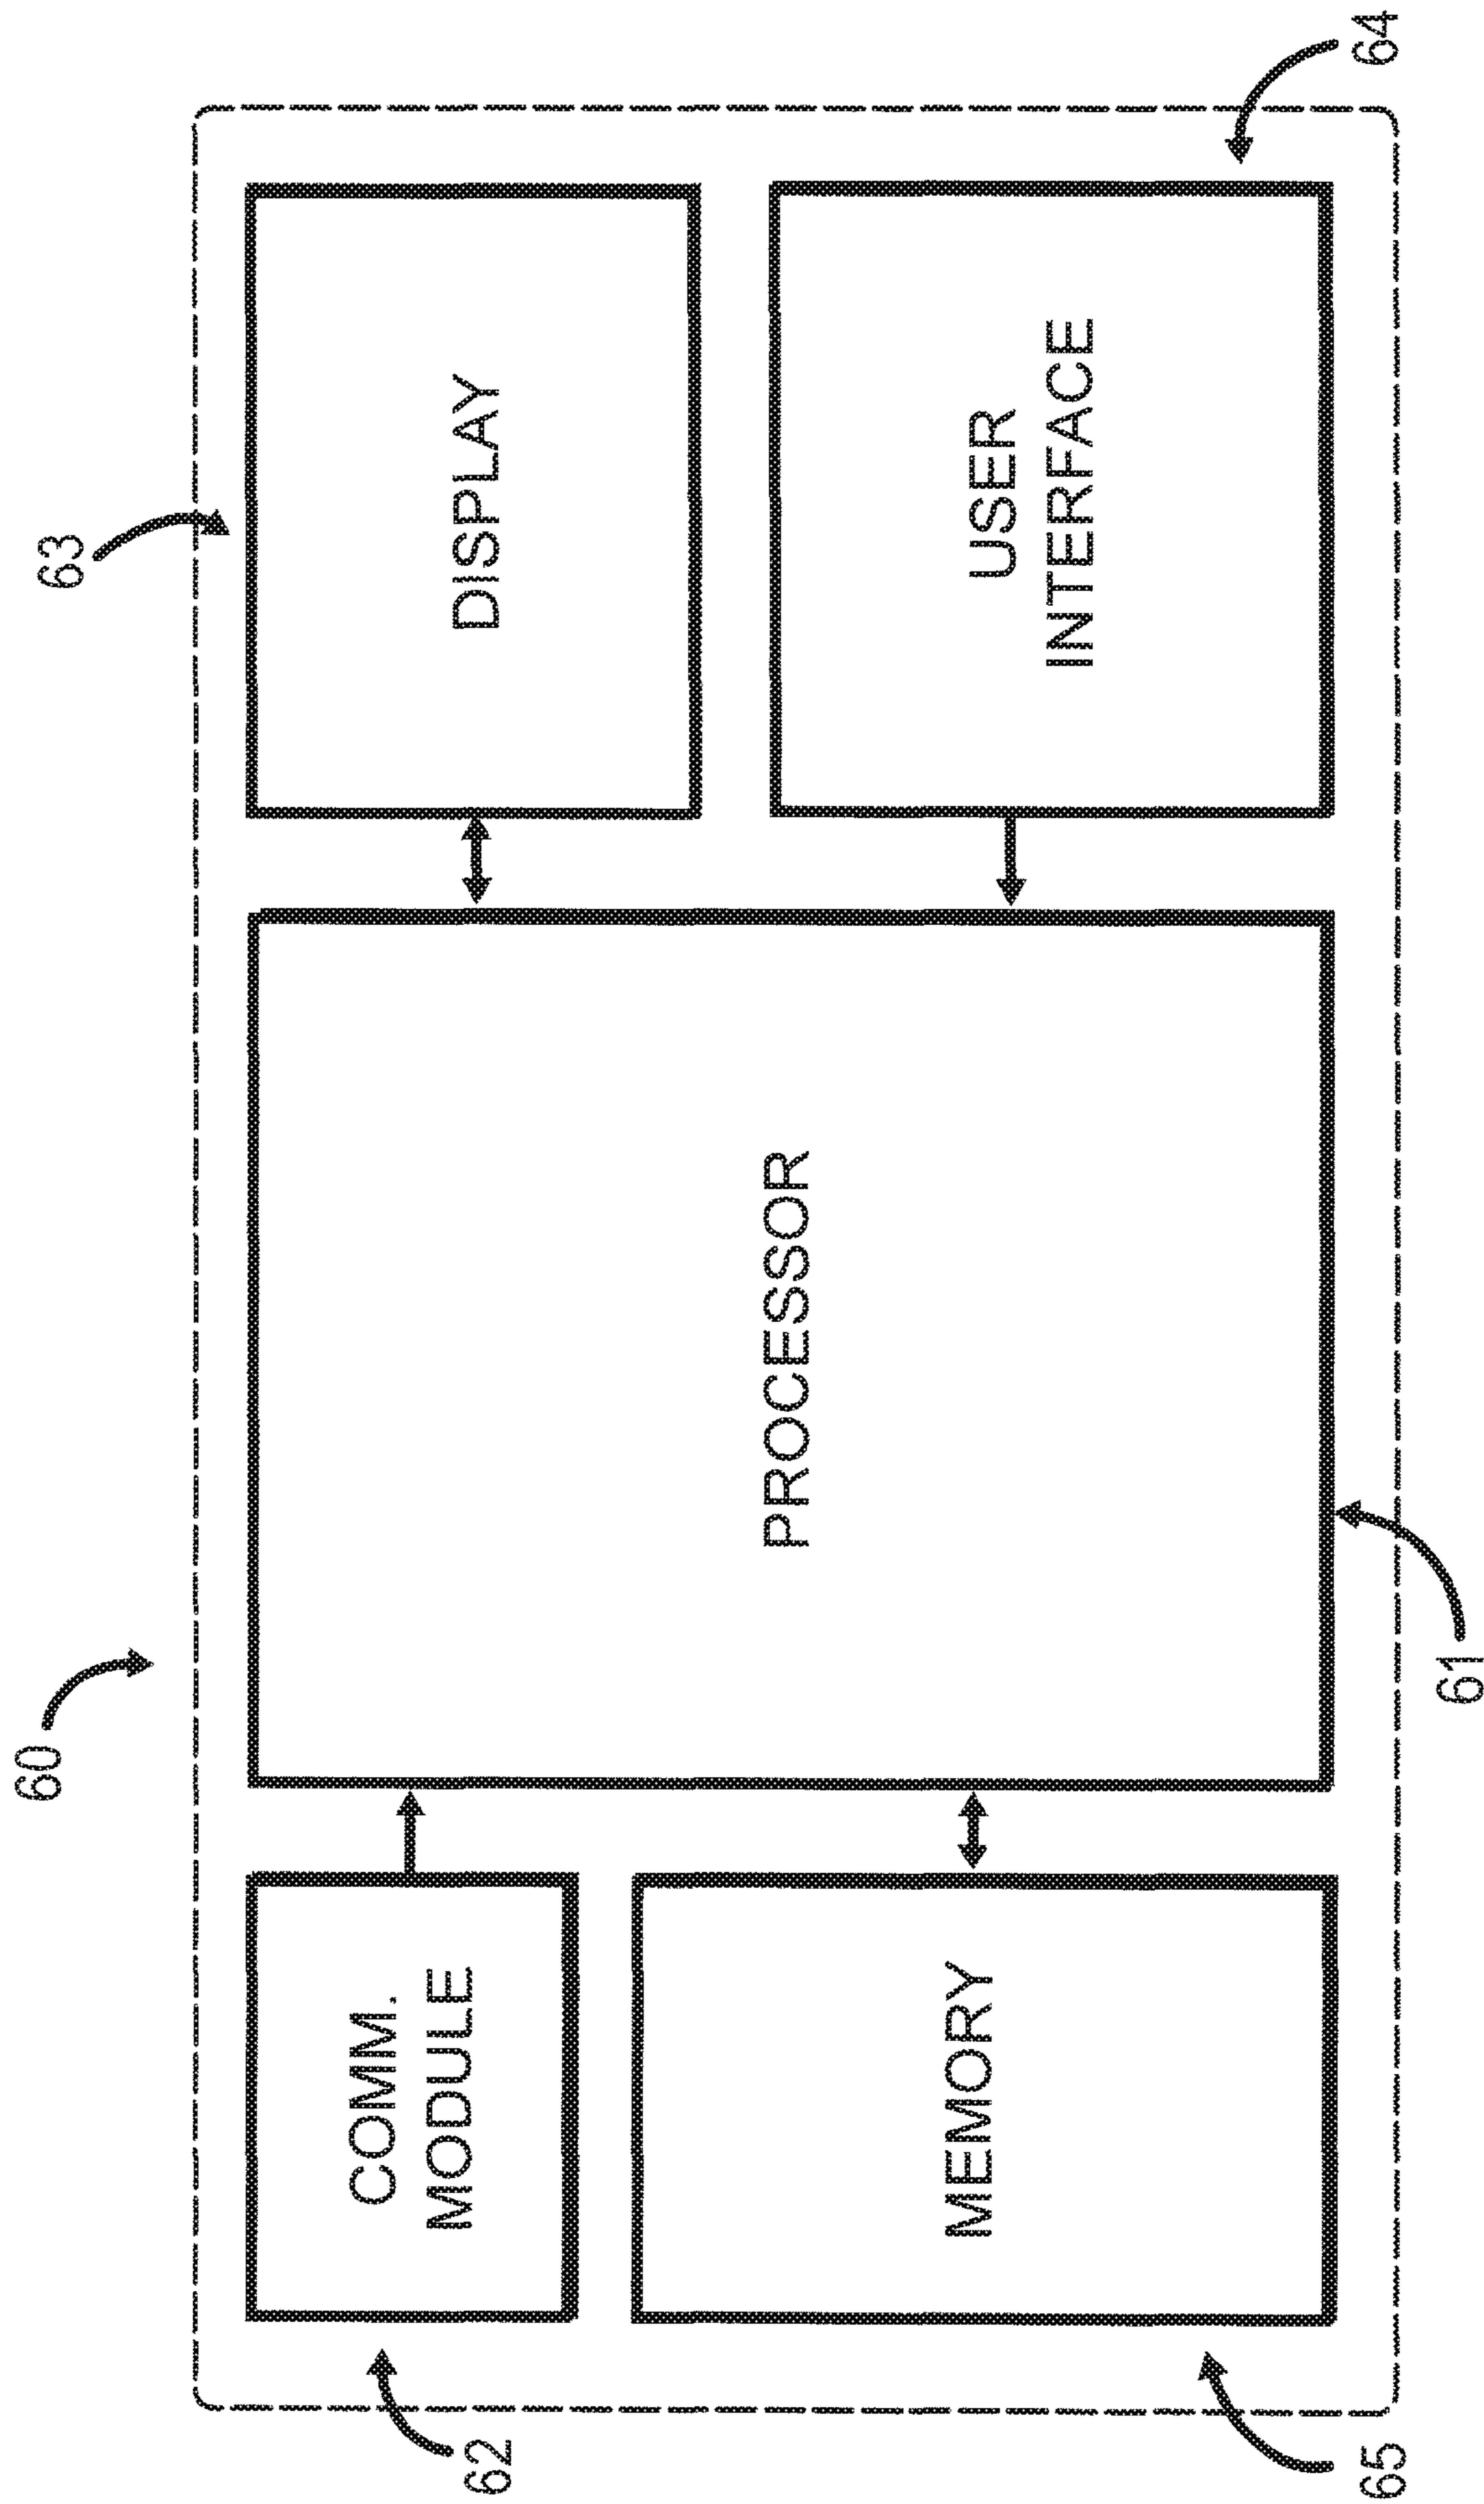 60
63
COMM.
MODULE
PROCESSOR
DISPLAY
62
MEMORY
USER
INTERFACE
65
61
64